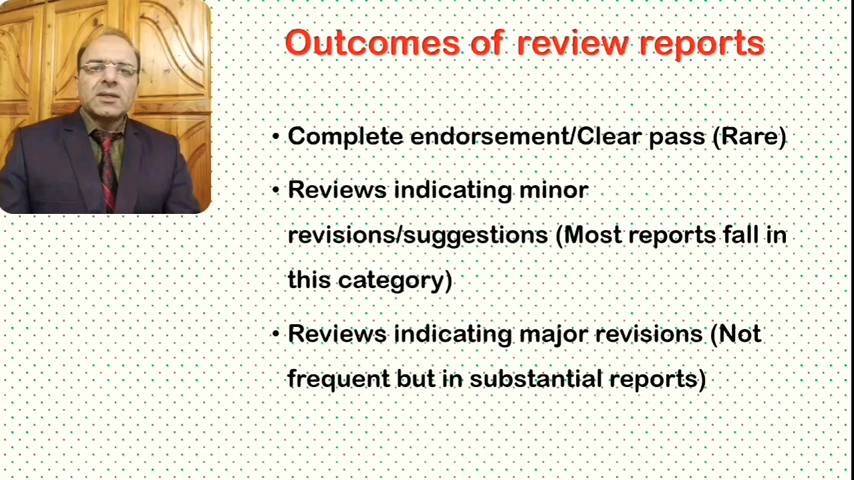 Outcomes of review reports
• Complete endorsement/Clear pass (Rare)
• Reviews indicating minor
revisions/suggestions (Most reports fall in
this category)
• Reviews indicating major revisions (Not
frequent but in substantial reports)